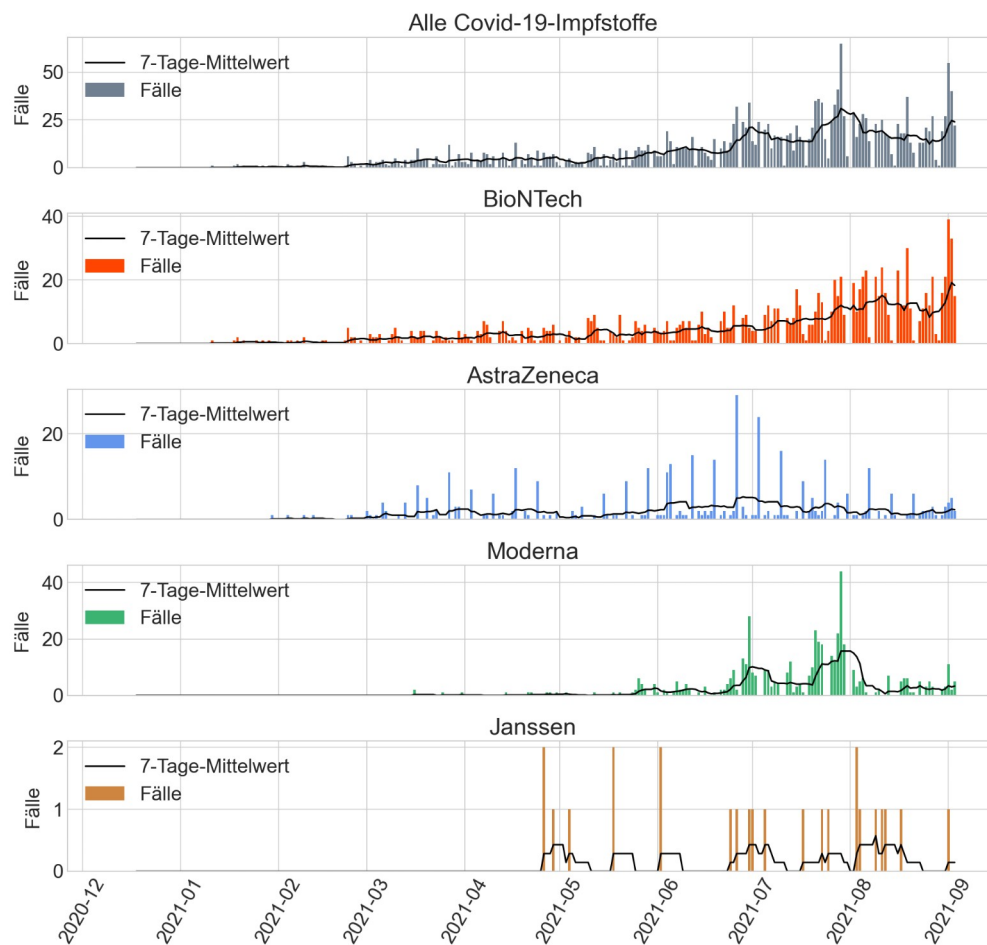 Alle Covid-19-Impfstoffe
Fälle
50
25
0
7-Tage-Mittelwert
Fälle
BioNTech
Fälle
40
20
0
7-Tage-Mittelwert
Fälle
AstraZeneca
Fälle
20
0
7-Tage-Mittelwert
Fälle
Moderna
Fälle
40
20
0
7-Tage-Mittelwert
Fälle
Janssen
Fälle
2
1
0
7-Tage-Mittelwert
Fälle
2020-12
2021-01
2021-02
2021-03
2021-04
2021-05
2021-06
2021-07
2021-08
2021-09